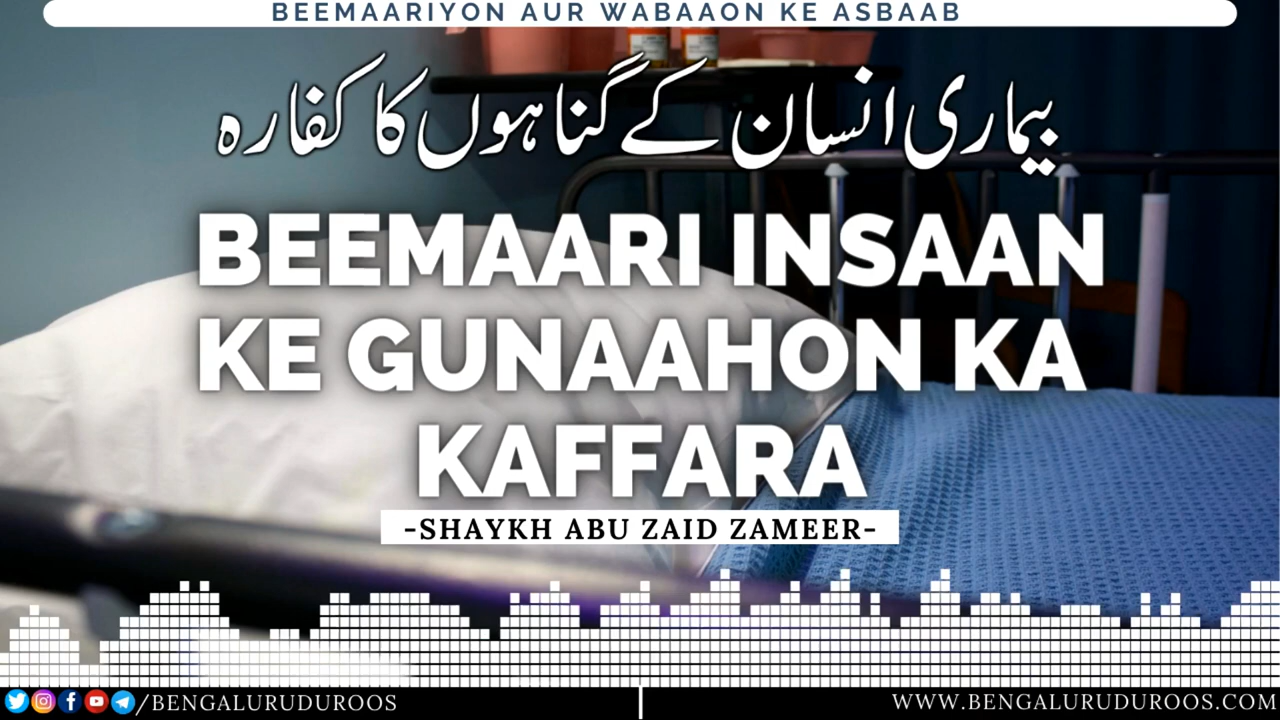 BEEMAARIYON AUR WABAAON KE ASBAAB
بیماری انسان کے گناہوں کا کفارہ
BEEMAARI INSAAN
KE GUNAAHON KA
KAFFARA
-SHAYKH ABU ZAID ZAMEER-
/BENGALURUDUROOS
WWW.BENGALURUDUROOS.COM